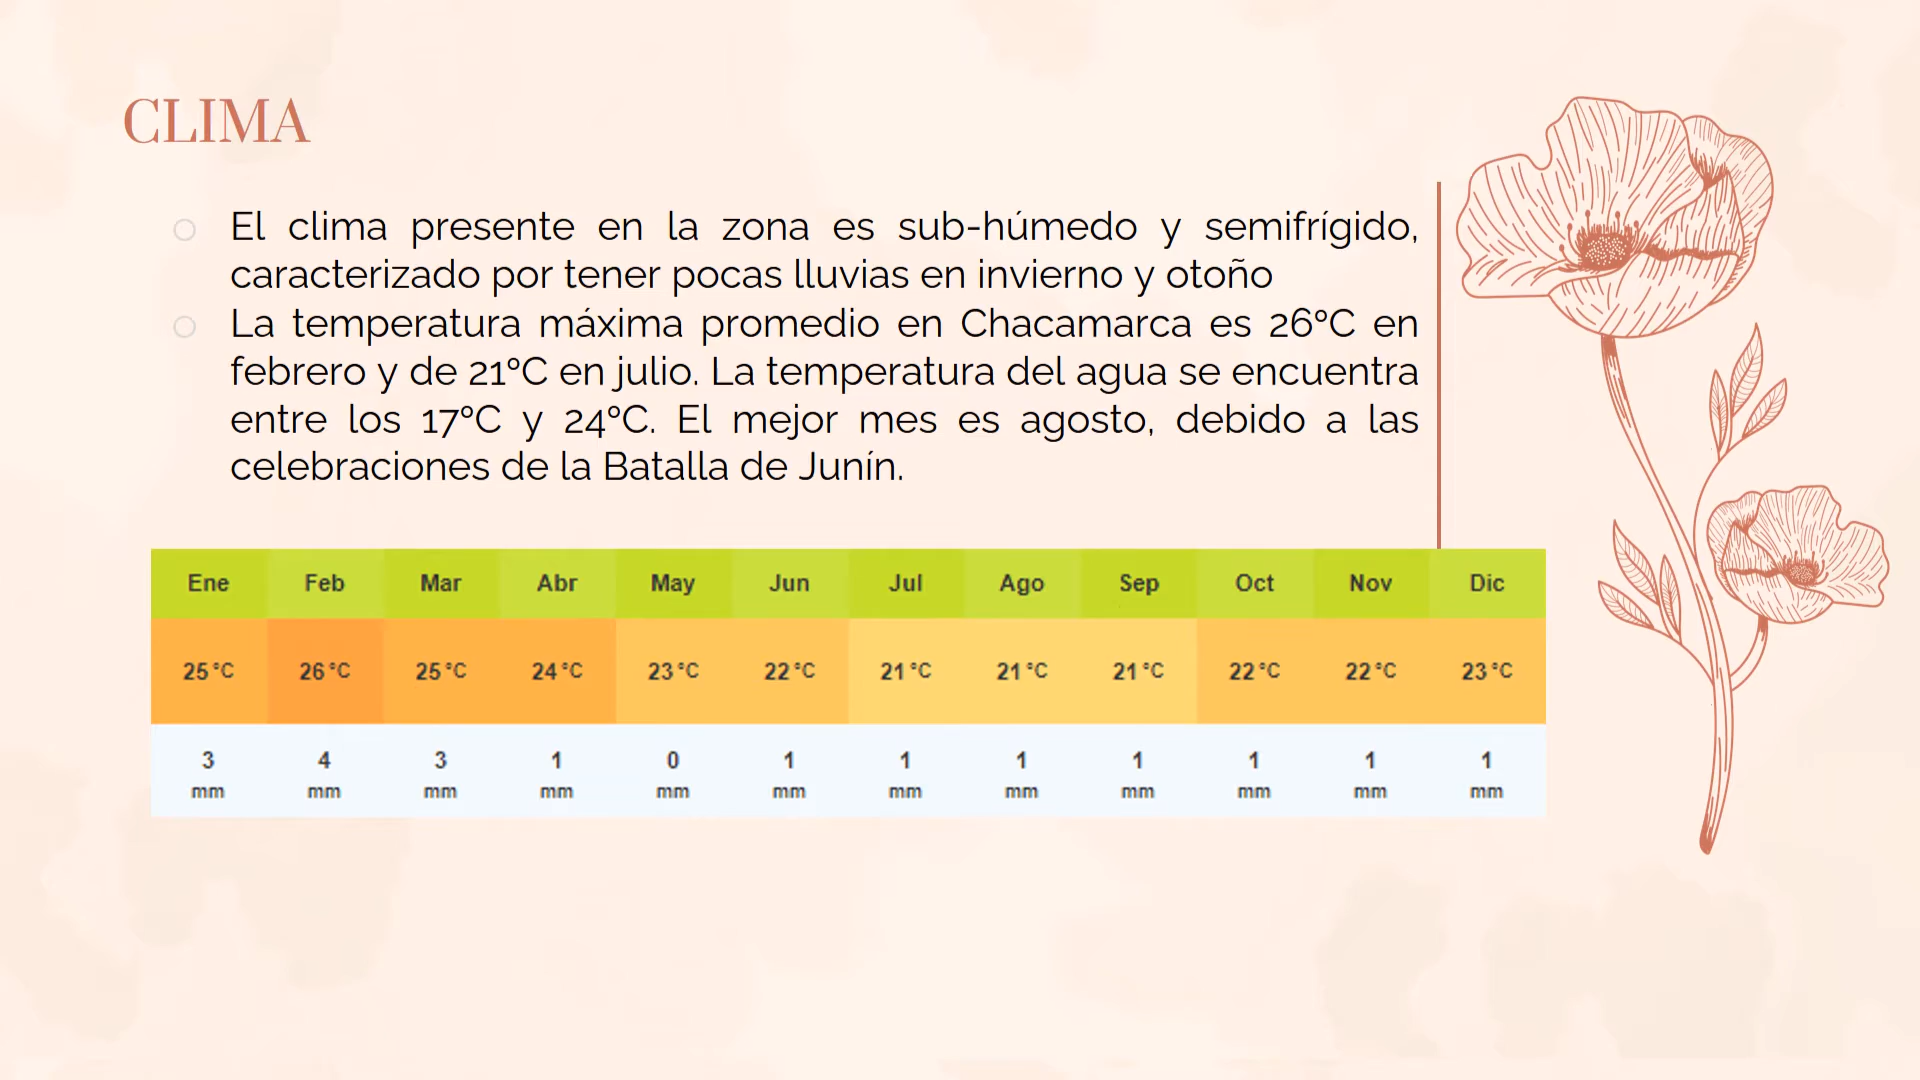 CLIMA
El clima presente en la zona es sub-húmedo y semifrígido,
caracterizado por tener pocas lluvias en invierno y otoño
La temperatura máxima promedio en Chacamarca es 26ºC en
febrero y de 21ºC en julio. La temperatura del agua se encuentra
entre los 17ºC y 24ºC. El mejor mes es agosto, debido a las
celebraciones de la Batalla de Junín.
Ene Feb Mar Abr May Jun Jul Ago Sep Oct Nov Dic
25°C 26°C 25°C 24°C 23°C 22°C 21°C 21°C 21°C 22°C 22°C 23°C
3 4 3 1 0 1 1 1 1 1 1 1
mm mm mm mm mm mm mm mm mm mm mm mm